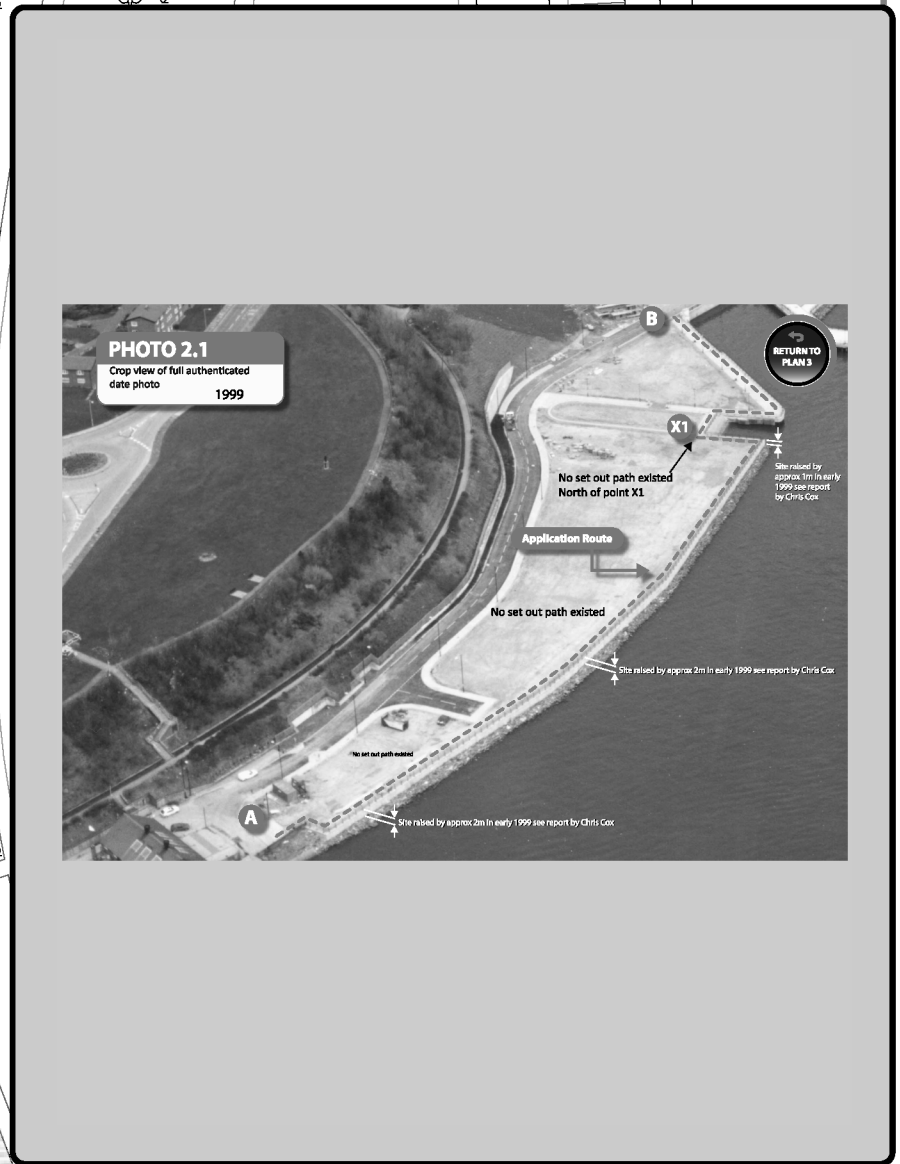 PHOTO 2.1
Crop view of full authenticated
date photo
1999
B
RETURN TO
PLAN 3
X1
No set out path existed
North of point X1
Site raised by
approx 1m in early
1999 see report
by Chris Cox
Application Route
No set out path existed
Site raised by approx 2m in early 1999 see report by Chris Cox
No set out path existed
A
Site raised by approx 2m in early 1999 see report by Chris Cox